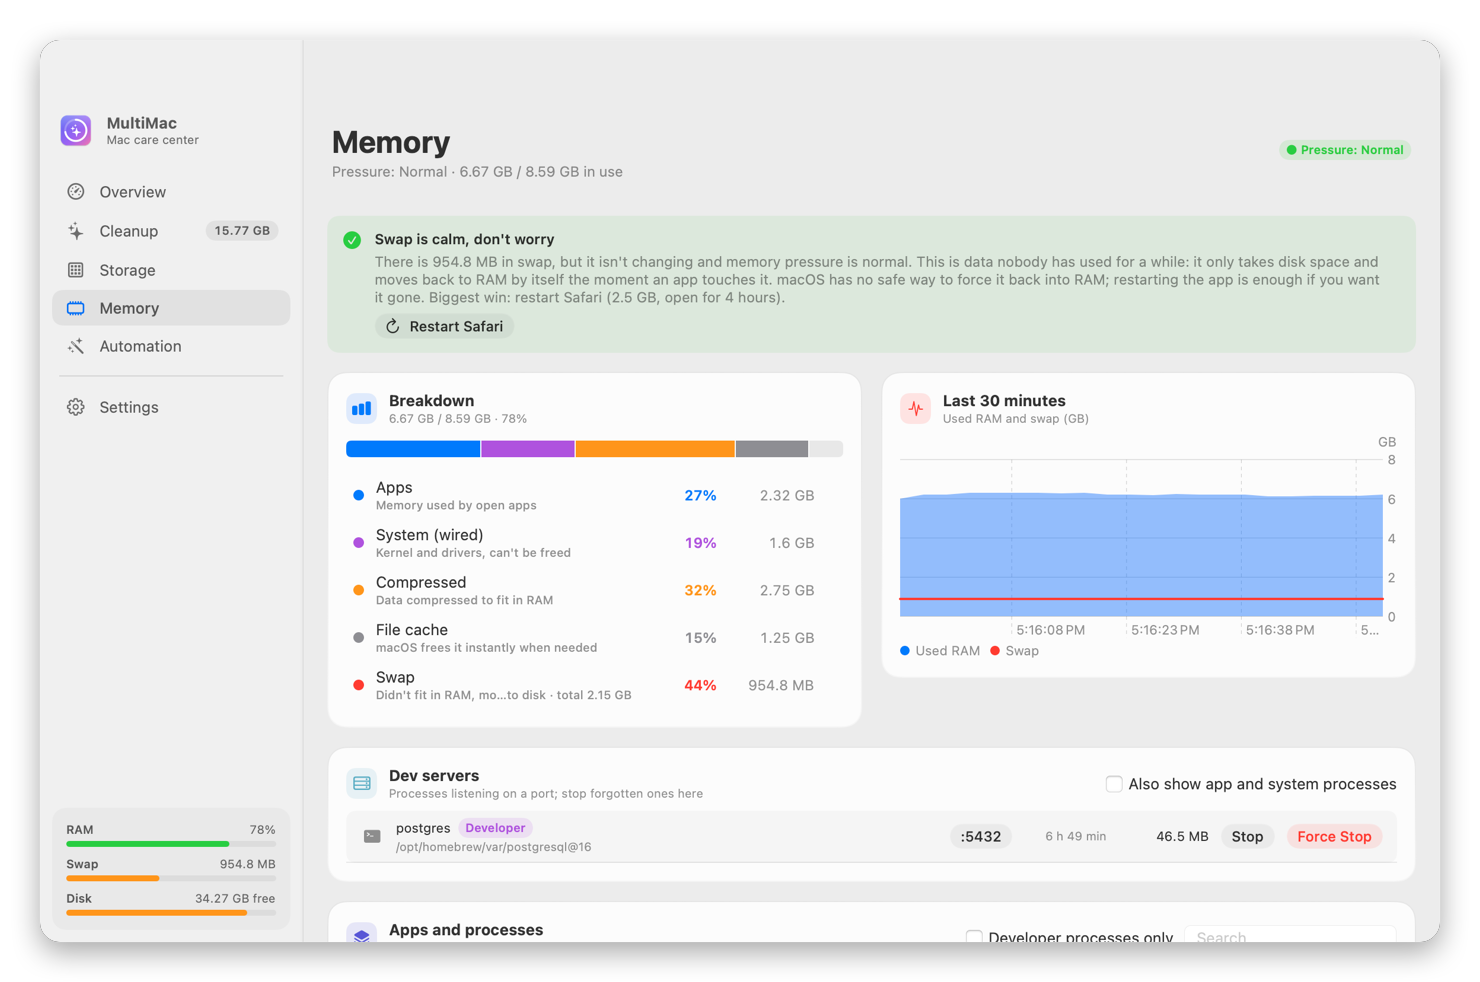 MultiMac
Mac care center
Overview
Cleanup 15.77 GB
Storage
Memory
Automation
Settings
RAM 78%
Swap 954.8 MB
Disk 34.27 GB free
Memory
Pressure: Normal · 6.67 GB / 8.59 GB in use
Pressure: Normal
Swap is calm, don't worry
There is 954.8 MB in swap, but it isn't changing and memory pressure is normal. This is data nobody has used for a while: it only takes disk space and
moves back to RAM by itself the moment an app touches it. macOS has no safe way to force it back into RAM; restarting the app is enough if you want
it gone. Biggest win: restart Safari (2.5 GB, open for 4 hours).
Restart Safari
Breakdown
6.67 GB / 8.59 GB · 78%
Apps 27% 2.32 GB
Memory used by open apps
System (wired) 19% 1.6 GB
Kernel and drivers, can't be freed
Compressed 32% 2.75 GB
Data compressed to fit in RAM
File cache 15% 1.25 GB
macOS frees it instantly when needed
Swap 44% 954.8 MB
Didn't fit in RAM, mo...to disk · total 2.15 GB
Last 30 minutes
Used RAM and swap (GB)
GB
8
6
4
2
0
5:16:08 PM 5:16:23 PM 5:16:38 PM 5...
Used RAM Swap
Dev servers
Processes listening on a port; stop forgotten ones here
Also show app and system processes
postgres Developer
/opt/homebrew/var/postgresql@16
:5432 6 h 49 min 46.5 MB Stop Force Stop
Apps and processes
Developer processes only Search